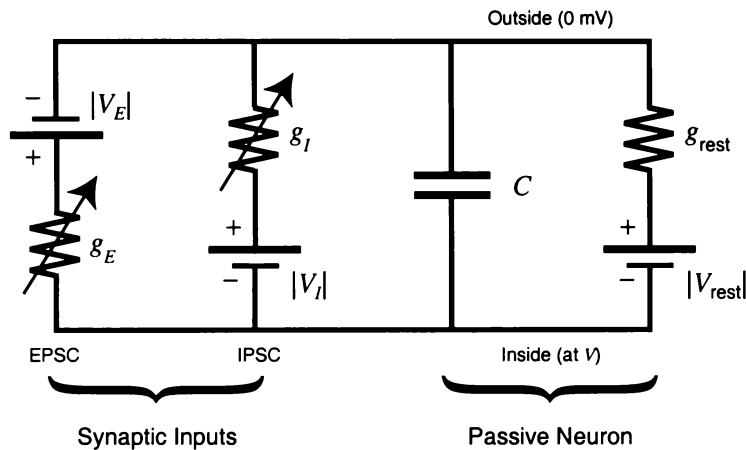 Outside (0 mV)
− |V_E|
+
g_E
g_I
+
− |V_I|
C
g_rest
+
− |V_rest|
EPSC IPSC Inside (at V)
Synaptic Inputs Passive Neuron